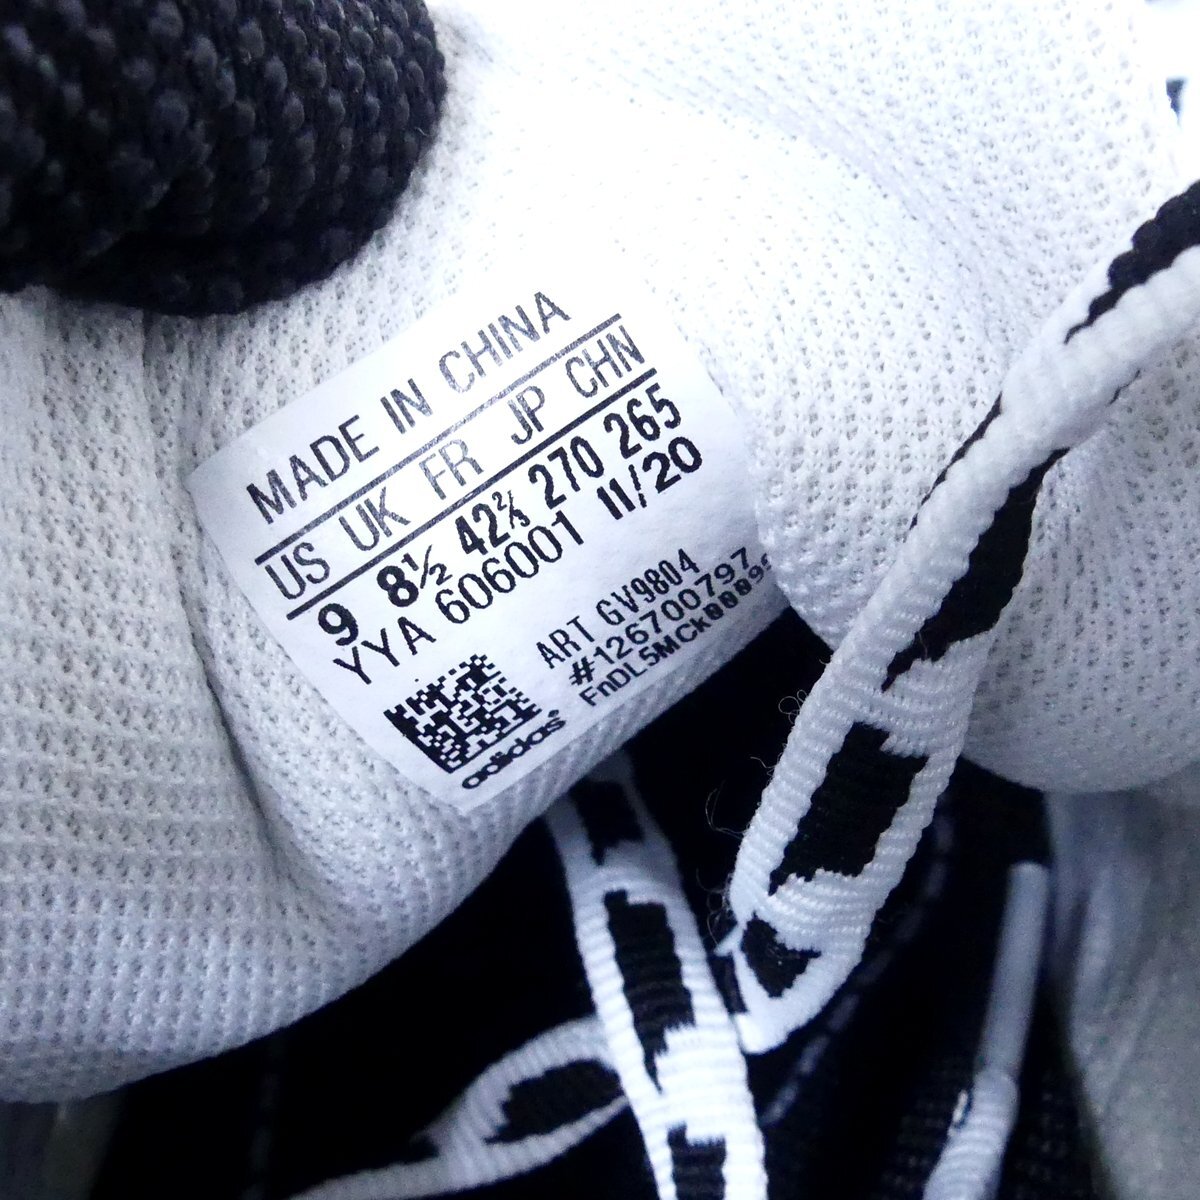 MADE IN CHINA
US UK FR JP CHN
9 8½ 42⅔ 270 265
YYA 606001 11/20
ART GV9804
#126700797
adidas